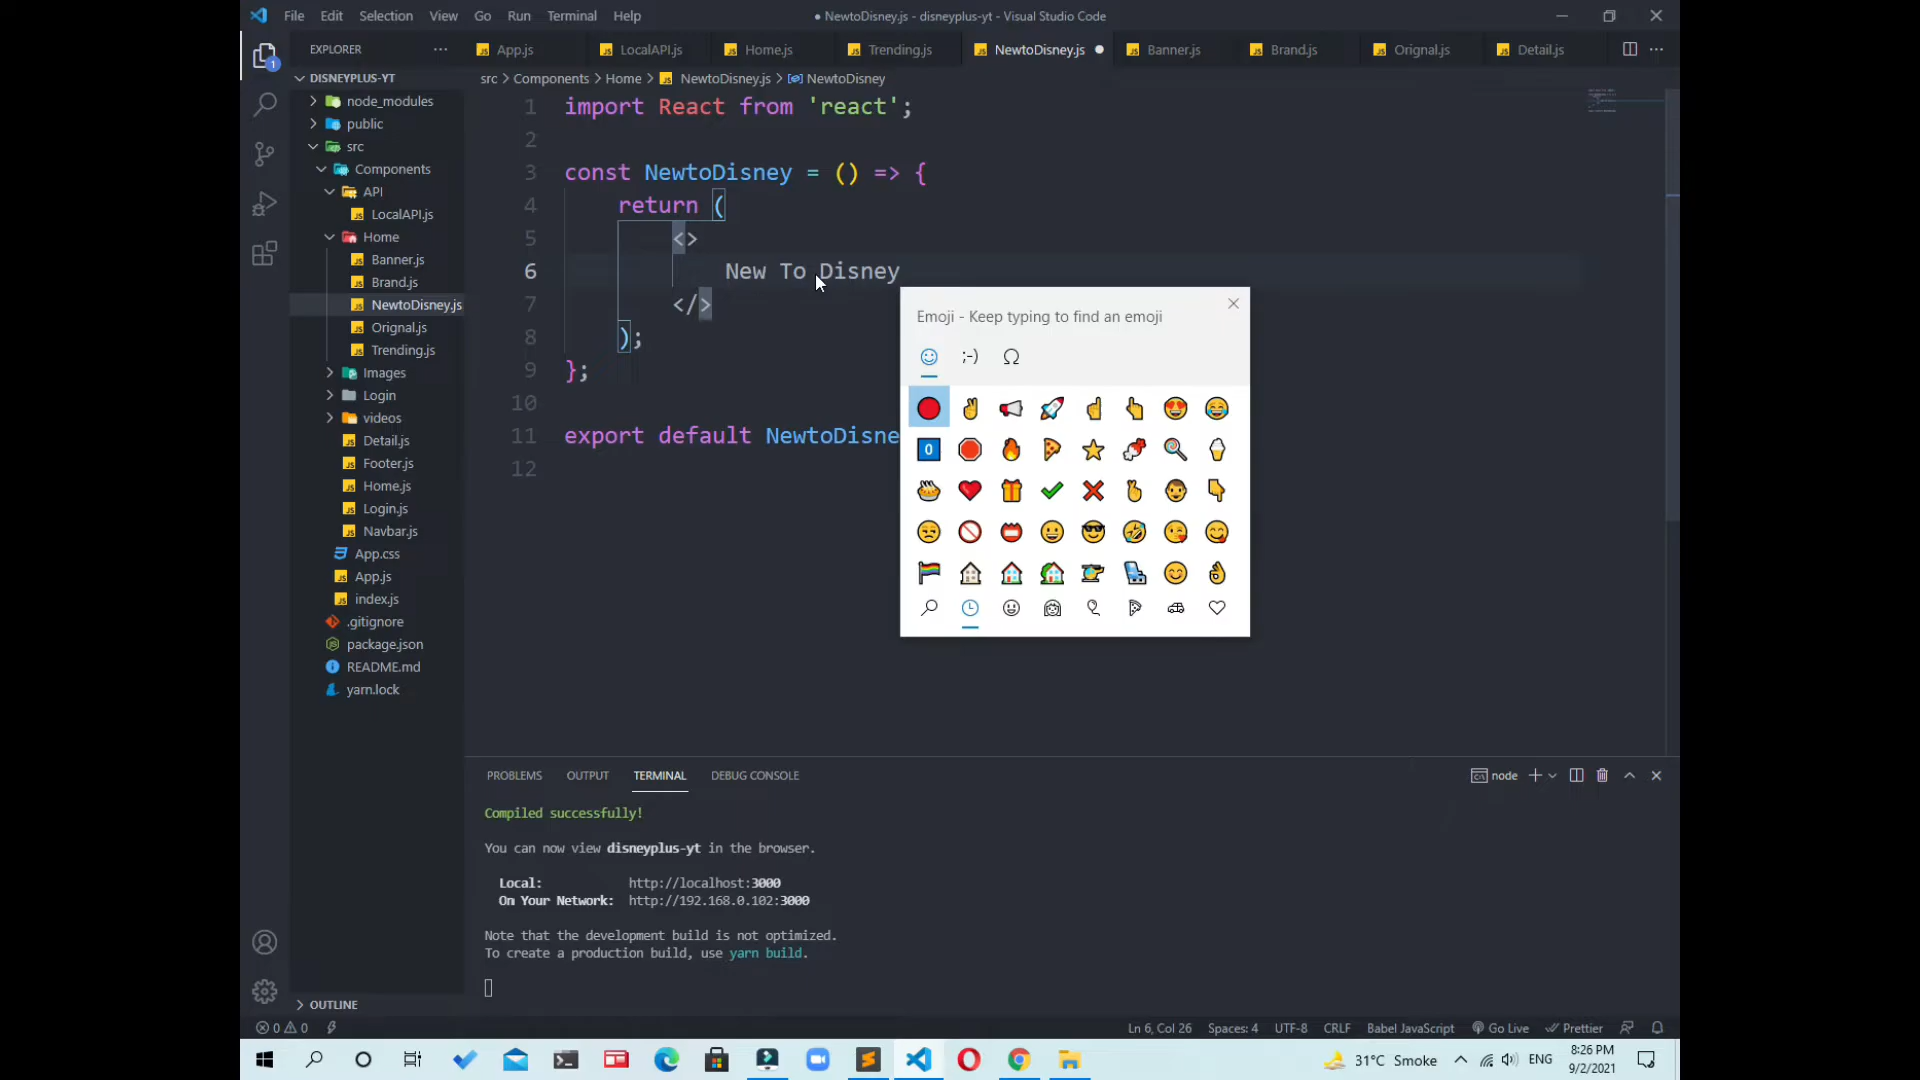 File Edit Selection View Go Run Terminal Help
● NewtoDisney.js - disneyplus-yt - Visual Studio Code
EXPLORER
App.js LocalAPI.js Home.js Trending.js NewtoDisney.js Banner.js Brand.js Orignal.js Detail.js
DISNEYPLUS-YT
src > Components > Home > NewtoDisney.js > NewtoDisney
node_modules
public
src
Components
API
LocalAPI.js
Home
Banner.js
Brand.js
NewtoDisney.js
Orignal.js
Trending.js
Images
Login
videos
Detail.js
Footer.js
Home.js
Login.js
Navbar.js
App.css
App.js
index.js
.gitignore
package.json
README.md
yarn.lock
OUTLINE
1 import React from 'react';
2
3 const NewtoDisney = () => {
4 return (
5 <>
6 New To Disney
7 </>
8 );
9 };
10
11 export default NewtoDisne
12
Emoji - Keep typing to find an emoji
;-) Ω
PROBLEMS OUTPUT TERMINAL DEBUG CONSOLE
node
Compiled successfully!
You can now view disneyplus-yt in the browser.
Local: http://localhost:3000
On Your Network: http://192.168.0.102:3000
Note that the development build is not optimized.
To create a production build, use yarn build.
0 0
Ln 6, Col 26 Spaces: 4 UTF-8 CRLF Babel JavaScript Go Live Prettier
31°C Smoke ENG 8:26 PM
9/2/2021